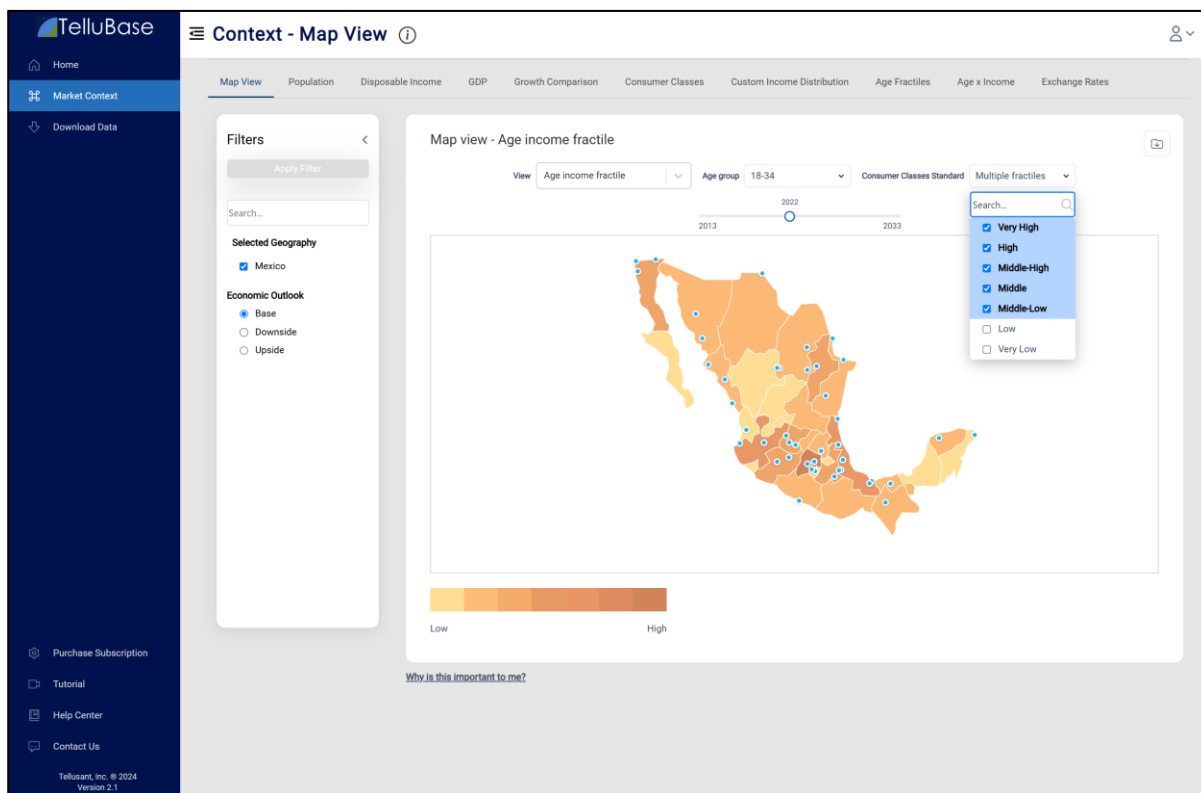 TelluBase
Context - Map View i
Home
Market Context
Download Data
Map View Population Disposable Income GDP Growth Comparison Consumer Classes Custom Income Distribution Age Fractiles Age x Income Exchange Rates
Filters
Apply Filter
Search...
Selected Geography
Mexico
Economic Outlook
Base
Downside
Upside
Map view - Age income fractile
View Age income fractile Age group 18-34 Consumer Classes Standard Multiple fractiles
2022
2013 2033
Search...
Very High
High
Middle-High
Middle
Middle-Low
Low
Very Low
Low High
Why is this important to me?
Purchase Subscription
Tutorial
Help Center
Contact Us
Tellusant, Inc. ® 2024
Version 2.1